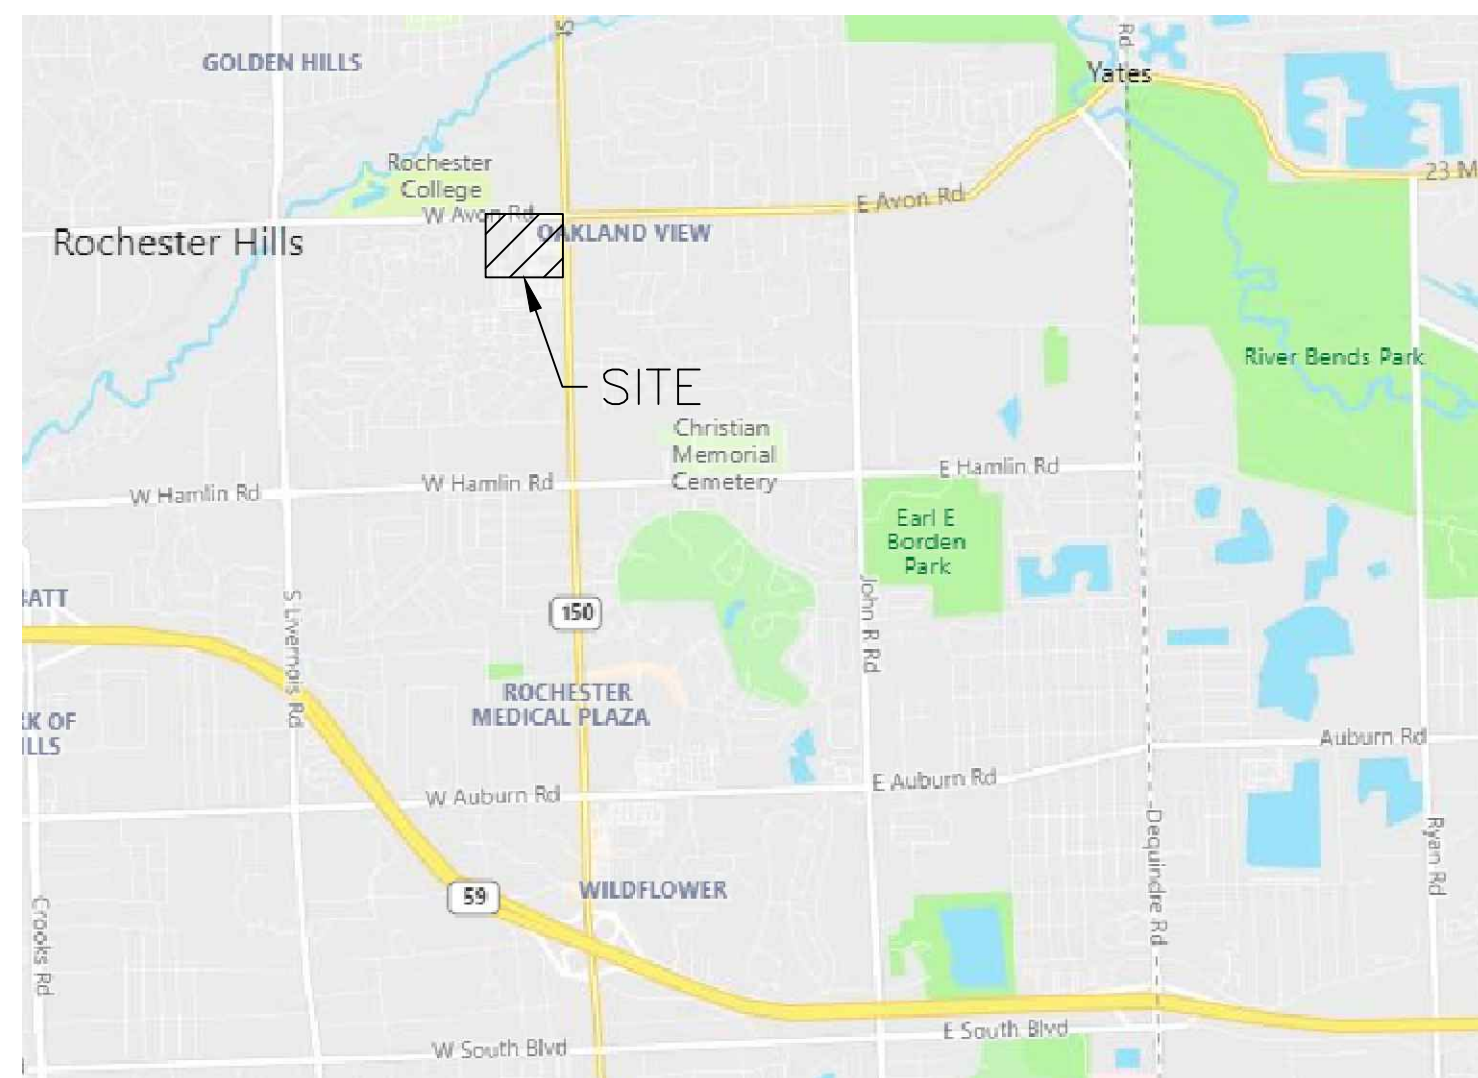 St
Rd
GOLDEN HILLS
Yates
Rochester
College
23 M
W Avon Rd
E Avon Rd
Rochester Hills
OAKLAND VIEW
River Bends Park
SITE
Christian
Memorial
Cemetery
E Hamlin Rd
W Hamlin Rd
W Hamlin Rd
Earl E
Borden
Park
John R Rd
S Livernois Rd
ATT
150
ROCHESTER
MEDICAL PLAZA
RK OF
ILLS
Auburn Rd
E Auburn Rd
W Auburn Rd
Dequindre Rd
Ryan Rd
59
WILDFLOWER
Crooks Rd
E South Blvd
W South Blvd